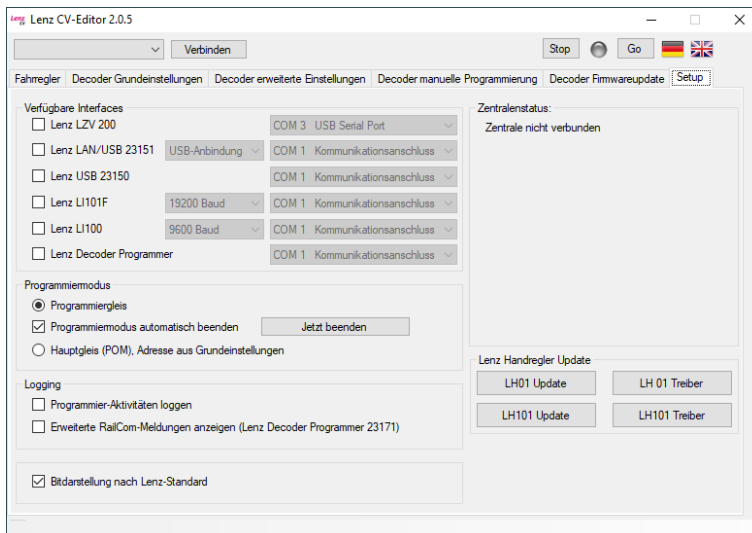 Lenz CV Lenz CV-Editor 2.0.5
Verbinden Stop Go
Fahrregler Decoder Grundeinstellungen Decoder erweiterte Einstellungen Decoder manuelle Programmierung Decoder Firmwareupdate Setup
Verfügbare Interfaces
Lenz LZV 200 COM 3 USB Serial Port
Lenz LAN/USB 23151 USB-Anbindung COM 1 Kommunikationsanschluss
Lenz USB 23150 COM 1 Kommunikationsanschluss
Lenz LI101F 19200 Baud COM 1 Kommunikationsanschluss
Lenz LI100 9600 Baud COM 1 Kommunikationsanschluss
Lenz Decoder Programmer COM 1 Kommunikationsanschluss
Programmiermodus
Programmiergleis
Programmiermodus automatisch beenden Jetzt beenden
Hauptgleis (POM), Adresse aus Grundeinstellungen
Logging
Programmier-Aktivitäten loggen
Erweiterte RailCom-Meldungen anzeigen (Lenz Decoder Programmer 23171)
Bitdarstellung nach Lenz-Standard
Zentralenstatus:
Zentrale nicht verbunden
Lenz Handregler Update
LH01 Update LH 01 Treiber
LH101 Update LH101 Treiber